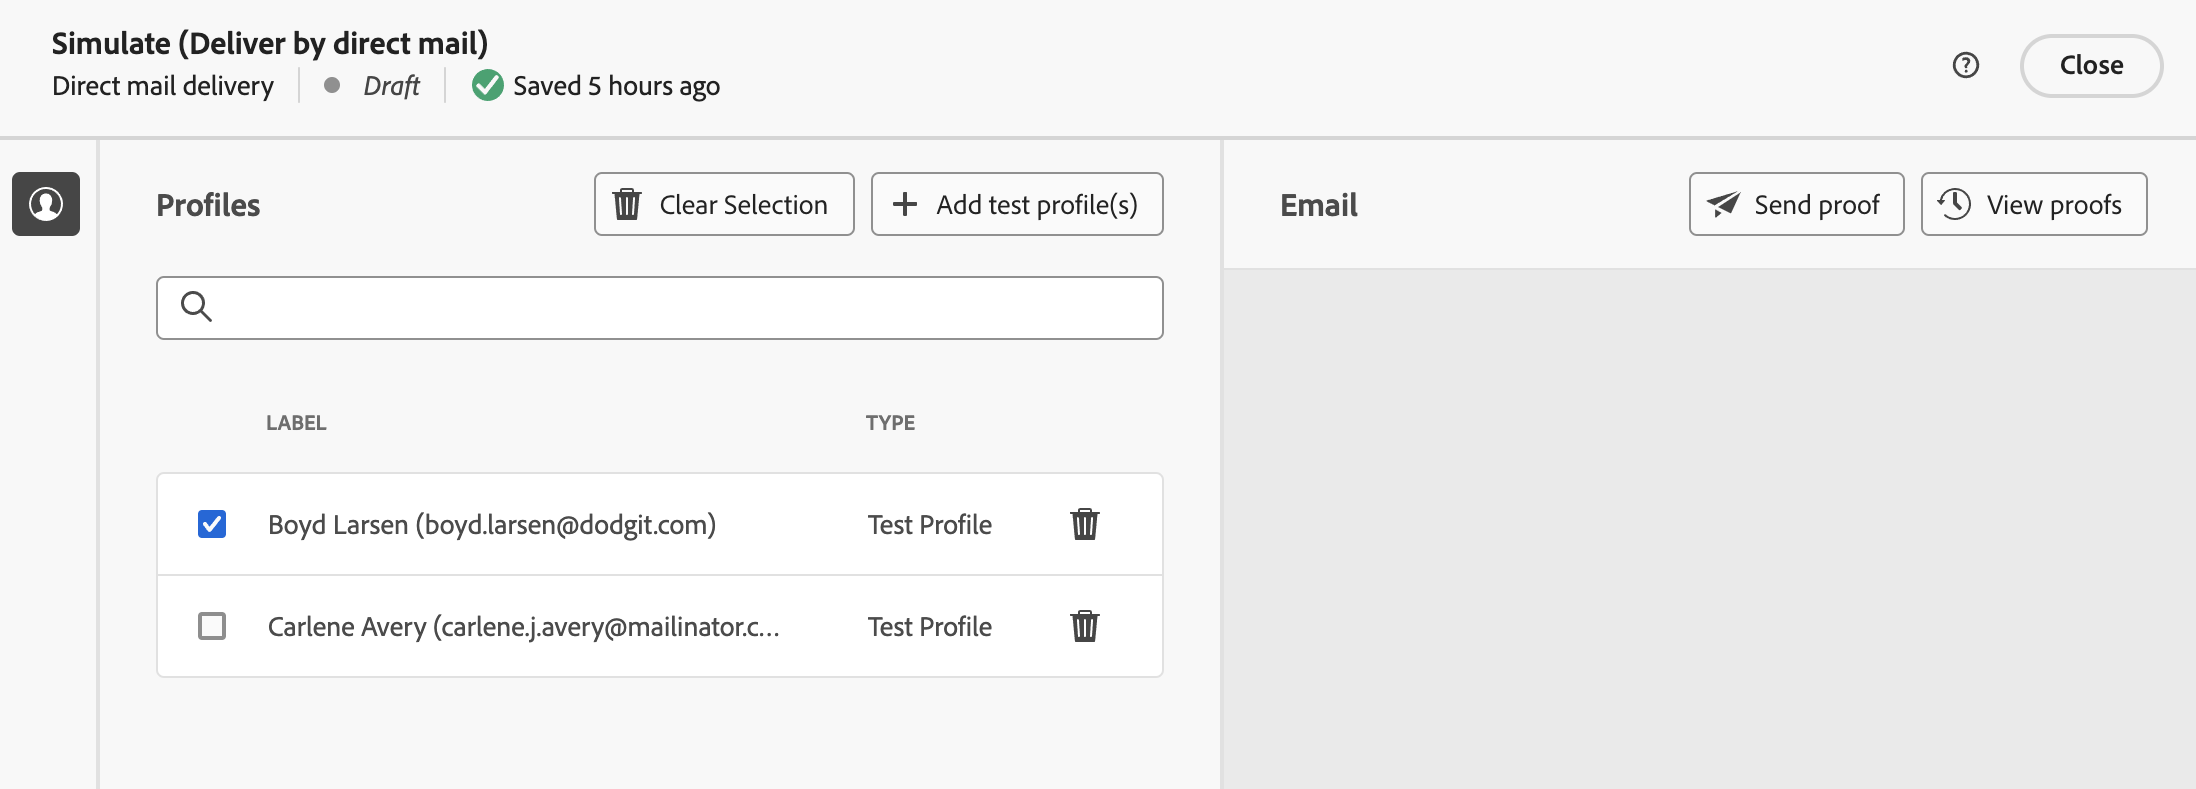 Simulate (Deliver by direct mail)
Direct mail delivery Draft Saved 5 hours ago
Close
Profiles Clear Selection Add test profile(s)
Email Send proof View proofs
LABEL TYPE
Boyd Larsen (boyd.larsen@dodgit.com) Test Profile
Carlene Avery (carlene.j.avery@mailinator.c... Test Profile